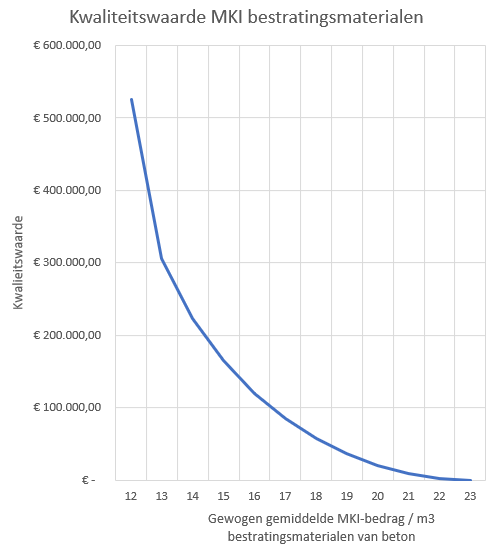 Kwaliteitswaarde MKI bestratingsmaterialen
€ 600.000,00
€ 500.000,00
€ 400.000,00
€ 300.000,00
€ 200.000,00
€ 100.000,00
€ -
Kwalieitswaarde
12 13 14 15 16 17 18 19 20 21 22 23
Gewogen gemiddelde MKI-bedrag / m3
bestratingsmaterialen van beton